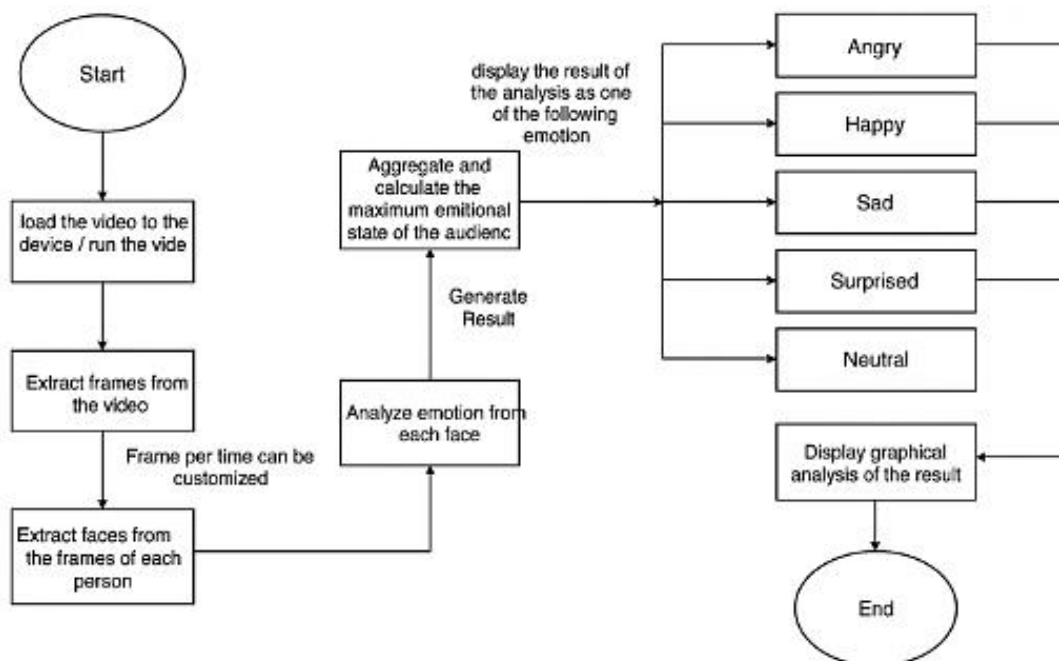 Start
load the video to the
device / run the vide
Extract frames from
the video
Frame per time can be
customized
Extract faces from
the frames of each
person
Analyze emotion from
each face
Generate
Result
Aggregate and
calculate the
maximum emitional
state of the audienc
display the result of
the analysis as one
of the following
emotion
Angry
Happy
Sad
Surprised
Neutral
Display graphical
analysis of the result
End